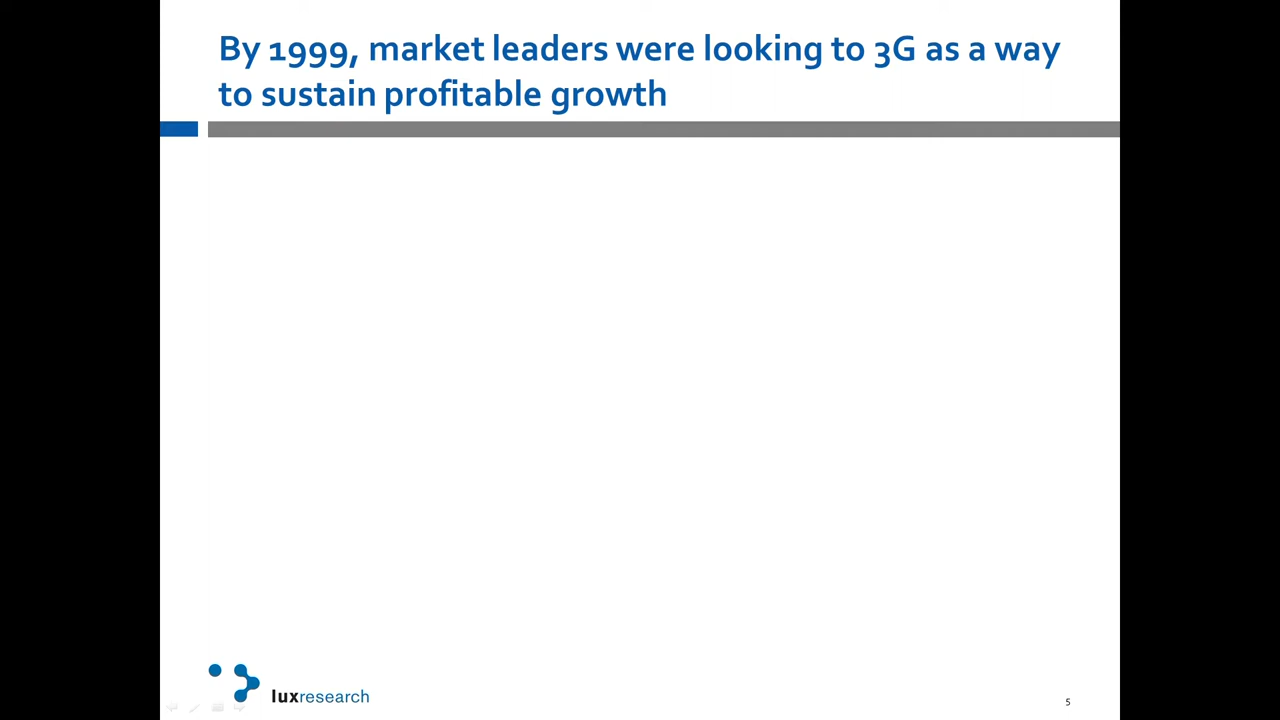 By 1999, market leaders were looking to 3G as a way
to sustain profitable growth
luxresearch
5